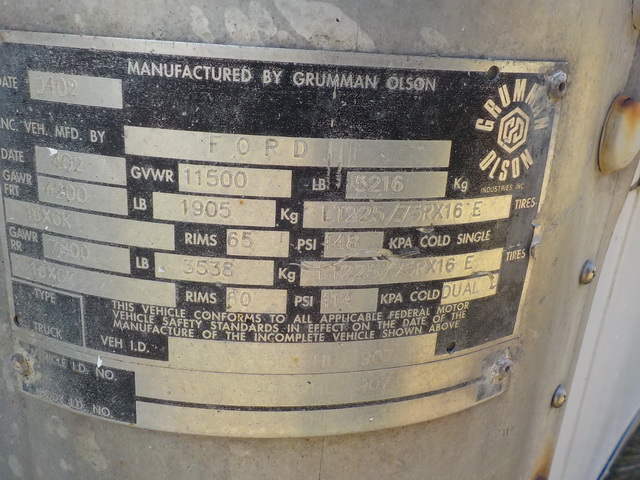 MANUFACTURED BY GRUMMAN OLSON
DATE 0402
INC. VEH. MFD. BY FORD
DATE 402 GVWR 11500 LB 5216 Kg
GAWR FRT 4200 LB 1905 Kg LT225/75RX16 E TIRES
16X6K RIMS 65 PSI 448 KPA COLD SINGLE
GAWR RR 7800 LB 3538 Kg LT225/75RX16 E TIRES
16X6K RIMS 60 PSI 414 KPA COLD DUAL
TYPE
TRUCK
THIS VEHICLE CONFORMS TO ALL APPLICABLE FEDERAL MOTOR
VEHICLE SAFETY STANDARDS IN EFFECT ON THE DATE OF THE
MANUFACTURE OF THE INCOMPLETE VEHICLE SHOWN ABOVE
VEH I.D.
VEHICLE I.D. NO.
BODY I.D. NO.
GRUMMAN
OLSON
INDUSTRIES INC.